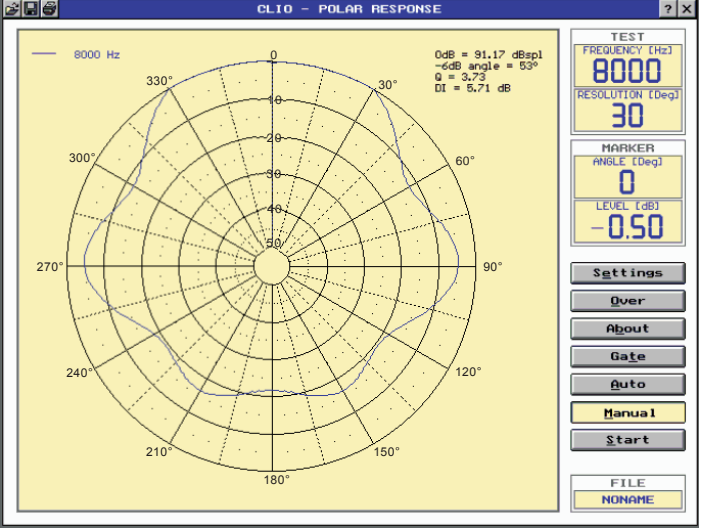 CLIO - POLAR RESPONSE
? X
8000 Hz
0dB = 91.17 dBspl
-6dB angle = 53°
Q = 3.73
DI = 5.71 dB
0
330°
30°
10
300°
60°
20
30
40
50
270°
90°
240°
120°
210°
150°
180°
TEST
FREQUENCY [Hz]
8000
RESOLUTION [Deg]
30
MARKER
ANGLE [Deg]
0
LEVEL [dB]
-0.50
Settings
Over
About
Gate
Auto
Manual
Start
FILE
NONAME